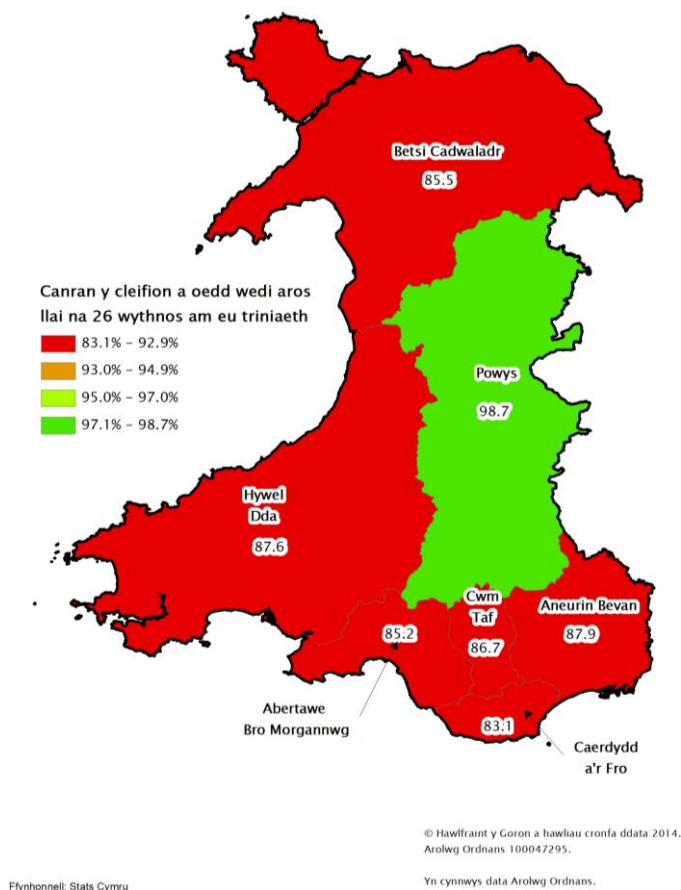 Betsi Cadwaladr
85.5
Canran y cleifion a oedd wedi aros
llai na 26 wythnos am eu triniaeth
83.1% – 92.9%
93.0% – 94.9%
95.0% – 97.0%
97.1% – 98.7%
Powys
98.7
Hywel
Dda
87.6
Cwm
Taf
86.7
Aneurin Bevan
87.9
85.2
Abertawe
Bro Morgannwg
83.1
Caerdydd
a'r Fro
© Hawlfraint y Goron a hawliau cronfa ddata 2014.
Arolwg Ordnans 100047295.
Yn cynnwys data Arolwg Ordnans.
Ffynhonnell: Stats Cymru